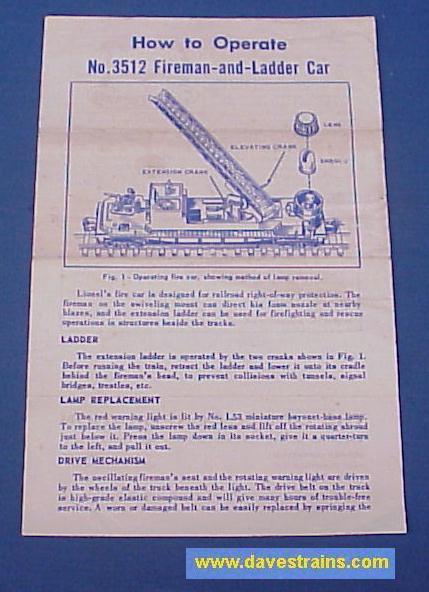 How to Operate
No. 3512 Fireman-and-Ladder Car
LENS
ELEVATING CRANK
EXTENSION CRANK
SHROUD
Fig. 1 - Operating fire car, showing method of lamp removal.
Lionel's fire car is designed for railroad right-of-way protection. The
fireman on the swiveling mount can direct his foam nozzle at nearby
blazes, and the extension ladder can be used for firefighting and rescue
operations in structures beside the tracks.
LADDER
The extension ladder is operated by the two cranks shown in Fig. 1.
Before running the train, retract the ladder and lower it onto its cradle
behind the fireman's head, to prevent collisions with tunnels, signal
bridges, trestles, etc.
LAMP REPLACEMENT
The red warning light is lit by No. L53 miniature bayonet-base lamp.
To replace the lamp, unscrew the red lens and lift off the rotating shroud
just below it. Press the lamp down in its socket, give it a quarter-turn
to the left, and pull it out.
DRIVE MECHANISM
The oscillating fireman's seat and the rotating warning light are driven
by the wheels of the truck beneath the light. The drive belt on the truck
is high-grade elastic compound and will give many hours of trouble-free
service. A worn or damaged belt can be easily replaced by springing the
www.davestrains.com